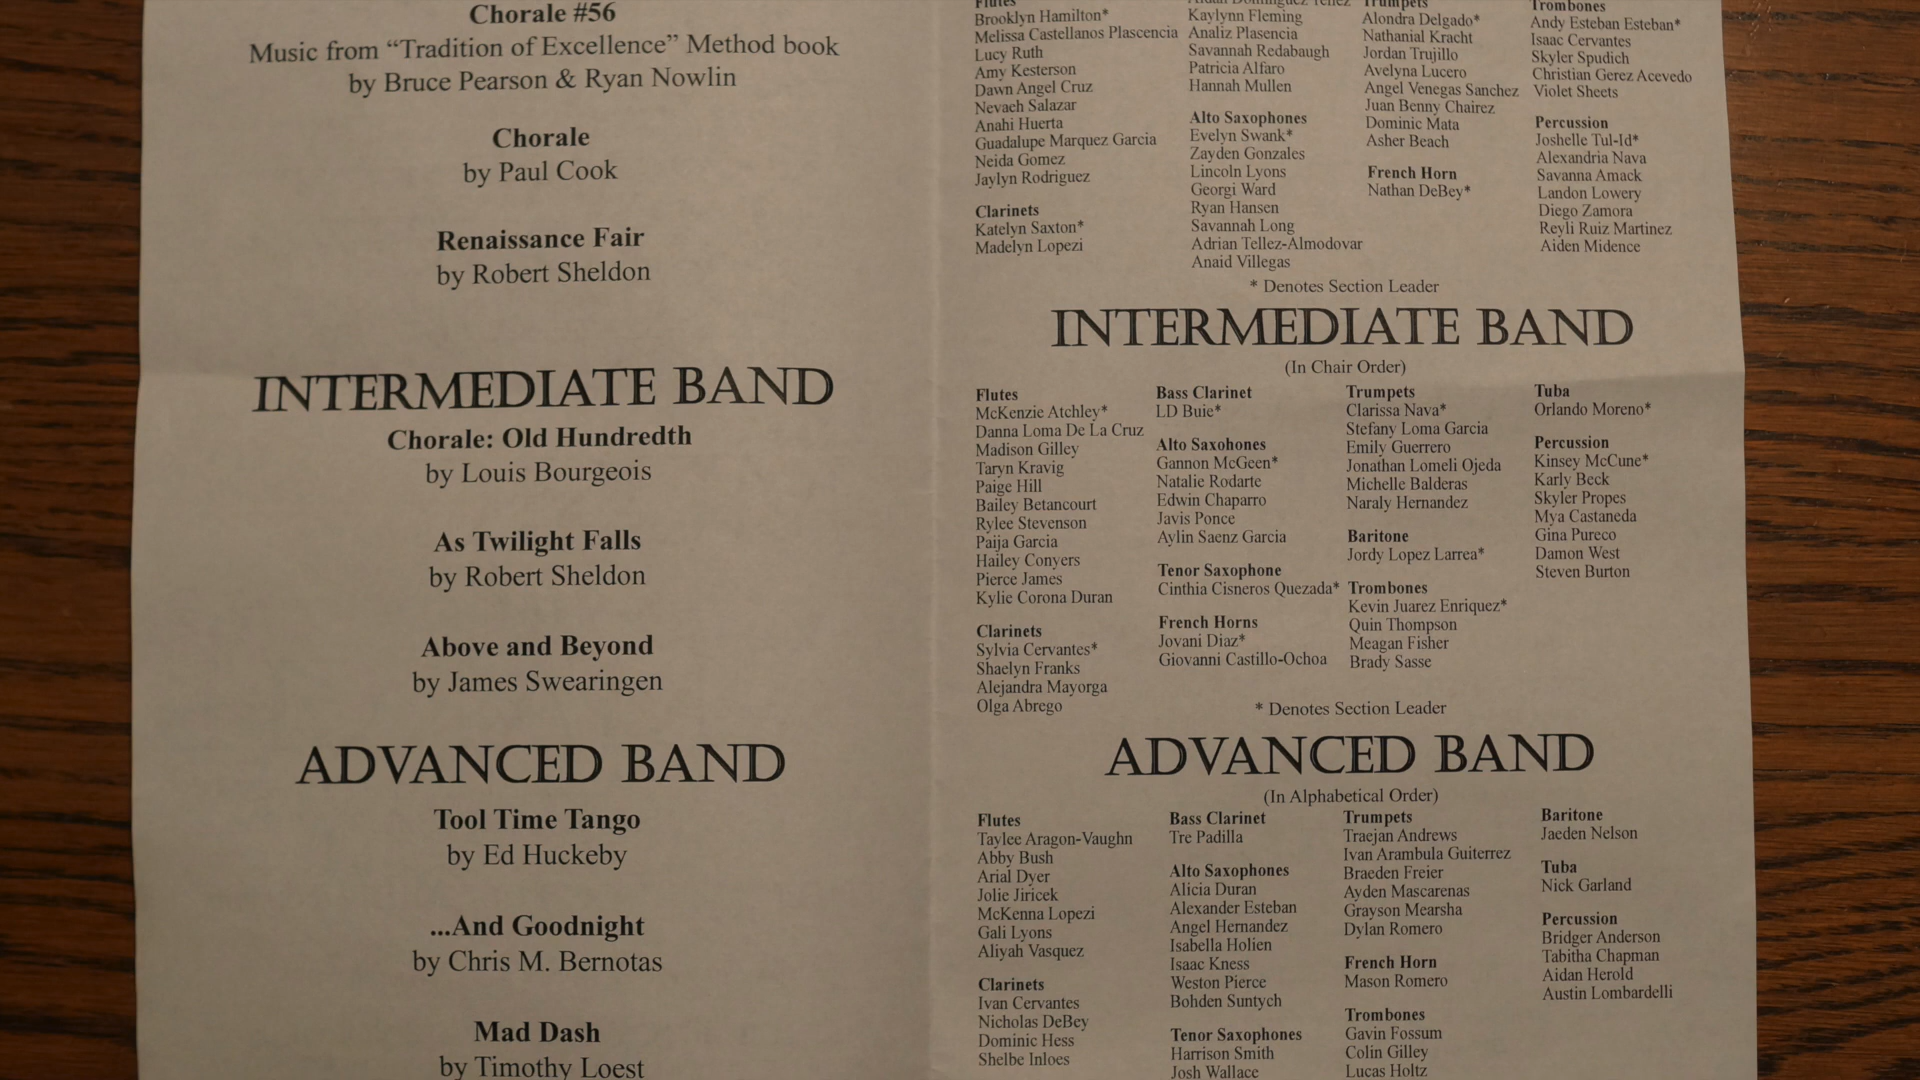 Chorale #56
Music from “Tradition of Excellence” Method book
by Bruce Pearson & Ryan Nowlin
Chorale
by Paul Cook
Renaissance Fair
by Robert Sheldon
INTERMEDIATE BAND
Chorale: Old Hundredth
by Louis Bourgeois
As Twilight Falls
by Robert Sheldon
Above and Beyond
by James Swearingen
ADVANCED BAND
Tool Time Tango
by Ed Huckeby
...And Goodnight
by Chris M. Bernotas
Mad Dash
by Timothy Loest
Flutes
Brooklyn Hamilton*
Melissa Castellanos Plascencia
Lucy Ruth
Amy Kesterson
Dawn Angel Cruz
Nevaeh Salazar
Anahi Huerta
Guadalupe Marquez Garcia
Neida Gomez
Jaylyn Rodriguez
Clarinets
Katelyn Saxton*
Madelyn Lopezi
Kaylynn Fleming
Analiz Plasencia
Savannah Redabaugh
Patricia Alfaro
Hannah Mullen
Alto Saxophones
Evelyn Swank*
Zayden Gonzales
Lincoln Lyons
Georgi Ward
Ryan Hansen
Savannah Long
Adrian Tellez-Almodovar
Anaid Villegas
Trumpets
Alondra Delgado*
Nathanial Kracht
Jordan Trujillo
Avelyna Lucero
Angel Venegas Sanchez
Juan Benny Chairez
Dominic Mata
Asher Beach
French Horn
Nathan DeBey*
Trombones
Andy Esteban Esteban*
Isaac Cervantes
Skyler Spudich
Christian Gerez Acevedo
Violet Sheets
Percussion
Joshelle Tul-Id*
Alexandria Nava
Savanna Amack
Landon Lowery
Diego Zamora
Reyli Ruiz Martinez
Aiden Midence
* Denotes Section Leader
INTERMEDIATE BAND
(In Chair Order)
Flutes
McKenzie Atchley*
Danna Loma De La Cruz
Madison Gilley
Taryn Kravig
Paige Hill
Bailey Betancourt
Rylee Stevenson
Paija Garcia
Hailey Conyers
Pierce James
Kylie Corona Duran
Clarinets
Sylvia Cervantes*
Shaelyn Franks
Alejandra Mayorga
Olga Abrego
Bass Clarinet
LD Buie*
Alto Saxohones
Gannon McGeen*
Natalie Rodarte
Edwin Chaparro
Javis Ponce
Aylin Saenz Garcia
Tenor Saxophone
Cinthia Cisneros Quezada*
French Horns
Jovani Diaz*
Giovanni Castillo-Ochoa
Trumpets
Clarissa Nava*
Stefany Loma Garcia
Emily Guerrero
Jonathan Lomeli Ojeda
Michelle Balderas
Naraly Hernandez
Baritone
Jordy Lopez Larrea*
Trombones
Kevin Juarez Enriquez*
Quin Thompson
Meagan Fisher
Brady Sasse
Tuba
Orlando Moreno*
Percussion
Kinsey McCune*
Karly Beck
Skyler Propes
Mya Castaneda
Gina Pureco
Damon West
Steven Burton
* Denotes Section Leader
ADVANCED BAND
(In Alphabetical Order)
Flutes
Taylee Aragon-Vaughn
Abby Bush
Arial Dyer
Jolie Jiricek
McKenna Lopezi
Gali Lyons
Aliyah Vasquez
Clarinets
Ivan Cervantes
Nicholas DeBey
Dominic Hess
Shelbe Inloes
Bass Clarinet
Tre Padilla
Alto Saxophones
Alicia Duran
Alexander Esteban
Angel Hernandez
Isabella Holien
Isaac Kness
Weston Pierce
Bohden Suntych
Tenor Saxophones
Harrison Smith
Josh Wallace
Trumpets
Traejan Andrews
Ivan Arambula Guiterrez
Braeden Freier
Ayden Mascarenas
Grayson Mearsha
Dylan Romero
French Horn
Mason Romero
Trombones
Gavin Fossum
Colin Gilley
Lucas Holtz
Baritone
Jaeden Nelson
Tuba
Nick Garland
Percussion
Bridger Anderson
Tabitha Chapman
Aidan Herold
Austin Lombardelli